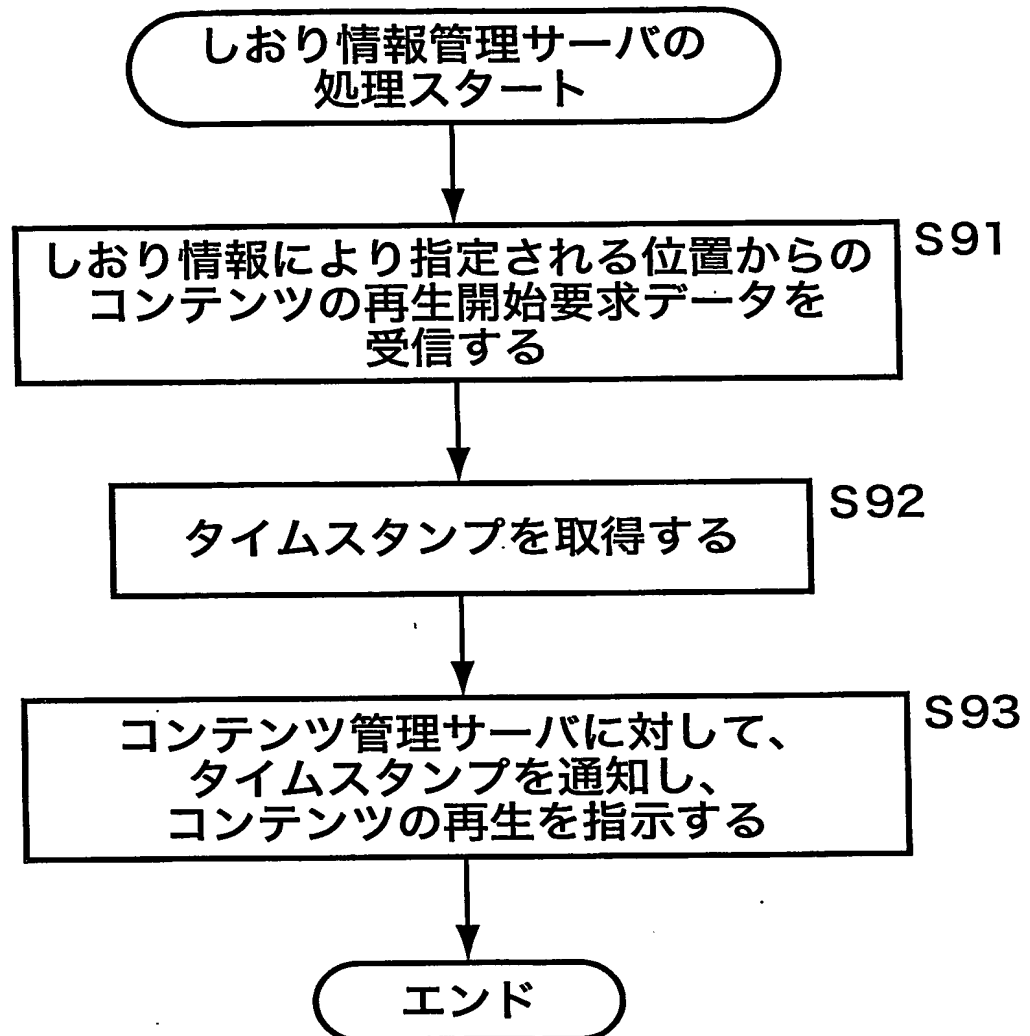 しおり情報管理サーバの
処理スタート
しおり情報により指定される位置からの
コンテンツの再生開始要求データを
受信する
S91
タイムスタンプを取得する
S92
コンテンツ管理サーバに対して、
タイムスタンプを通知し、
コンテンツの再生を指示する
S93
エンド